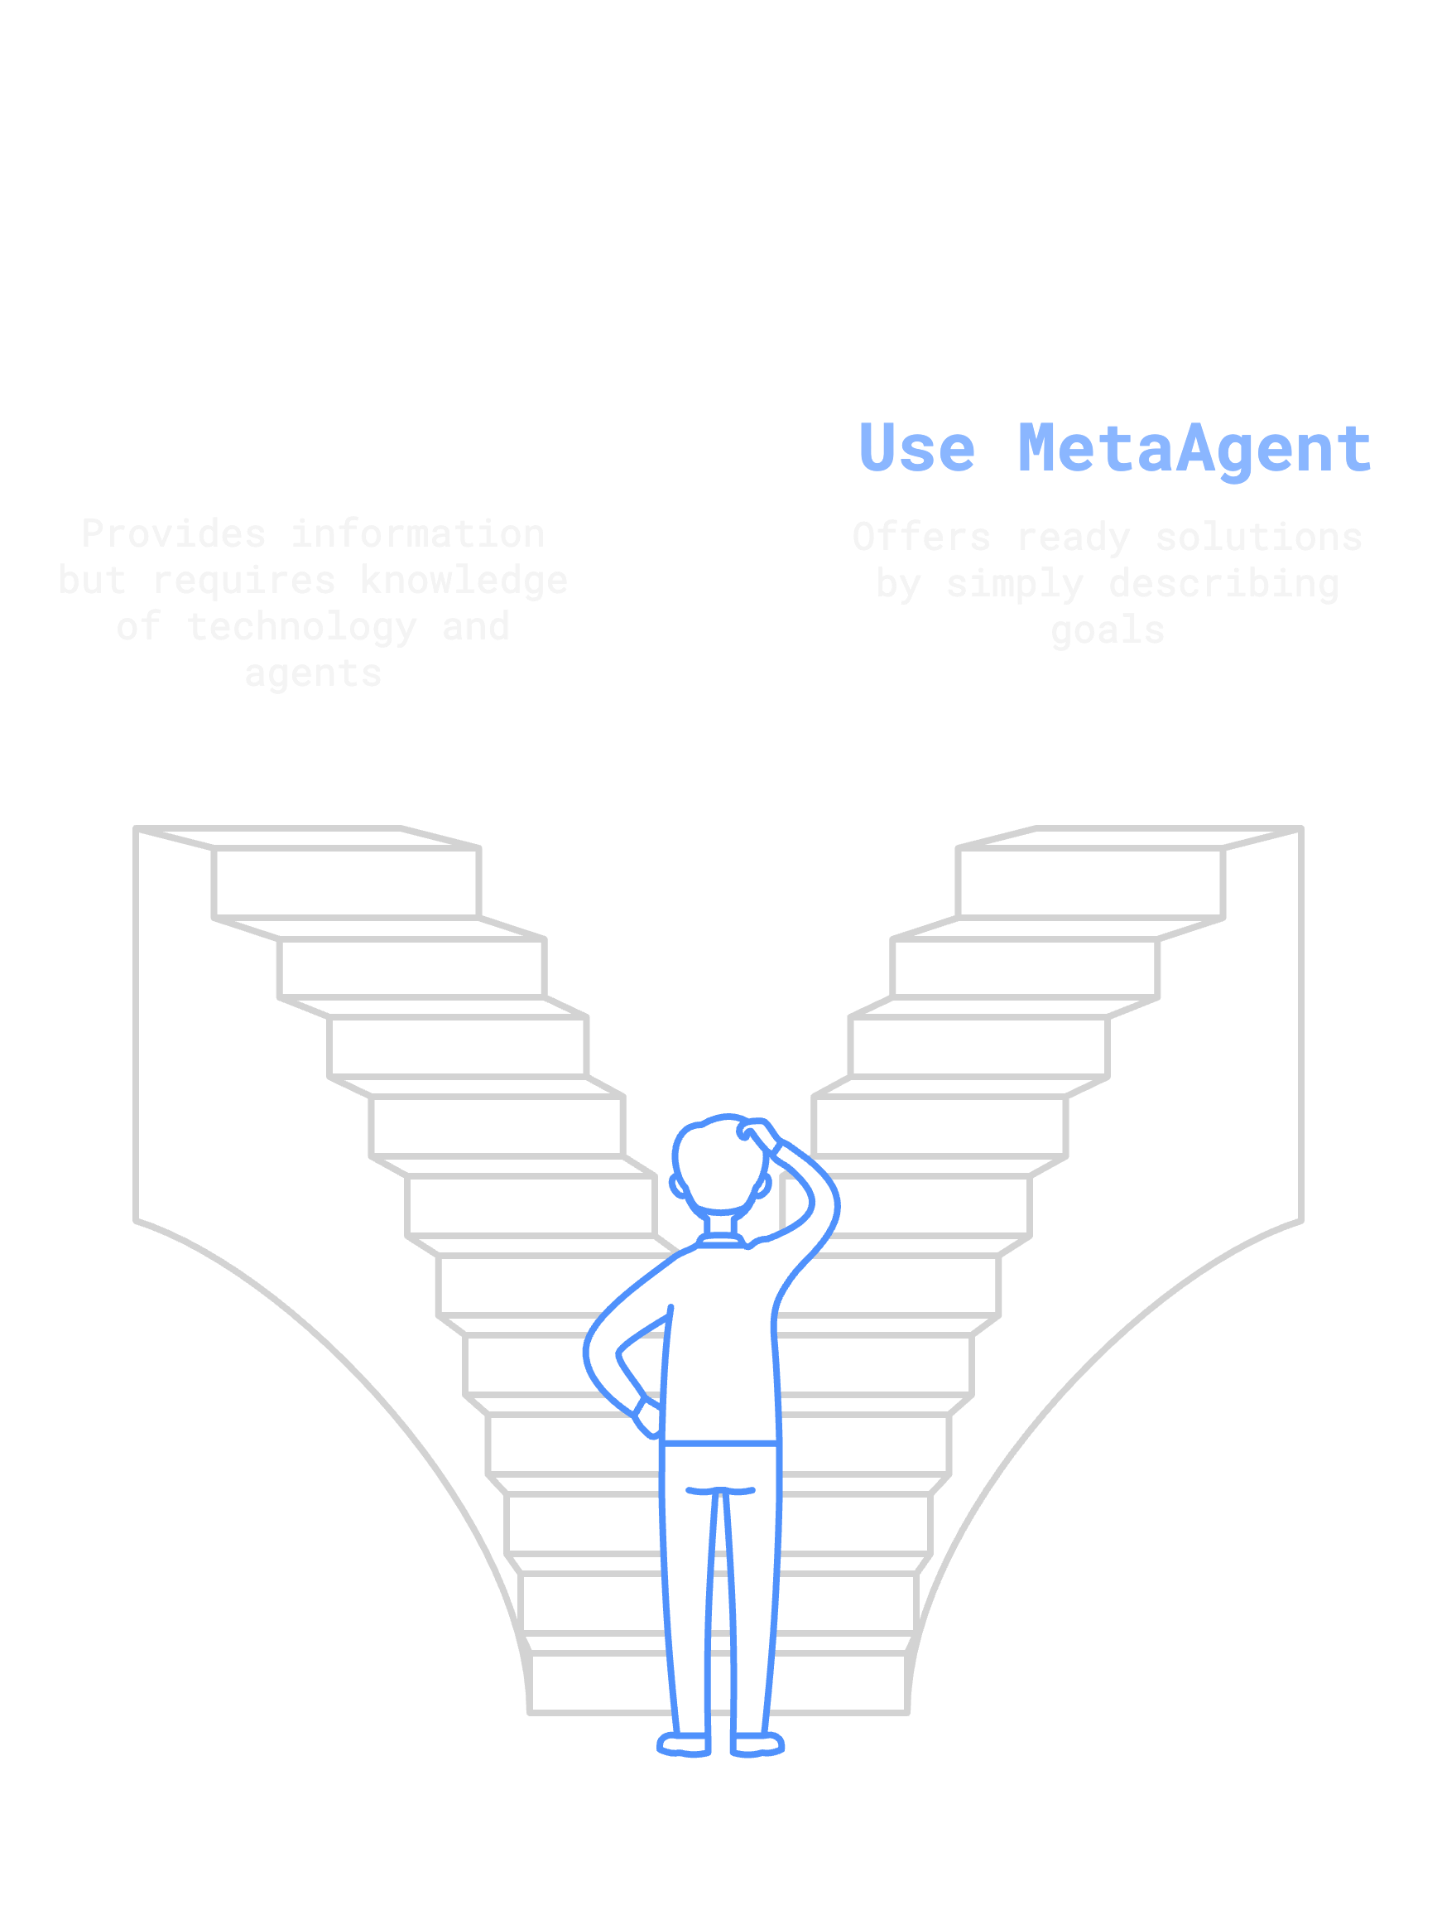 Use MetaAgent
Provides information
but requires knowledge
of technology and
agents
Offers ready solutions
by simply describing
goals